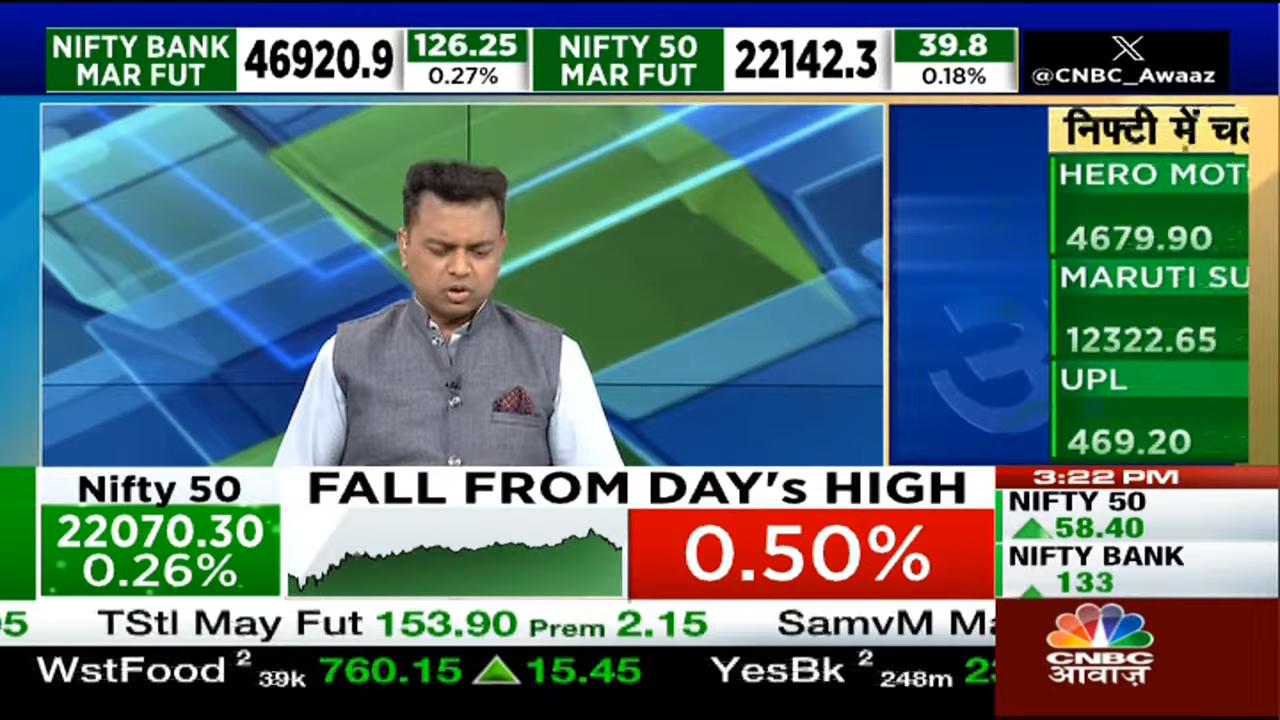 NIFTY BANK
MAR FUT
46920.9
126.25
0.27%
NIFTY 50
MAR FUT
22142.3
39.8
0.18%
X
@CNBC_Awaaz
निफ्टी में
HERO
4679.90
MARUTI
12322.65
UPL
469.20
Nifty 50
22070.30
0.26%
FALL FROM DAY's HIGH
0.50%
3:22 PM
NIFTY 50
58.40
NIFTY BANK
133
TStl May Fut 153.90 Prem 2.15 SamvM
WstFood 2 39k 760.15 15.45 YesBk 2 248m
CNBC
आवाज़